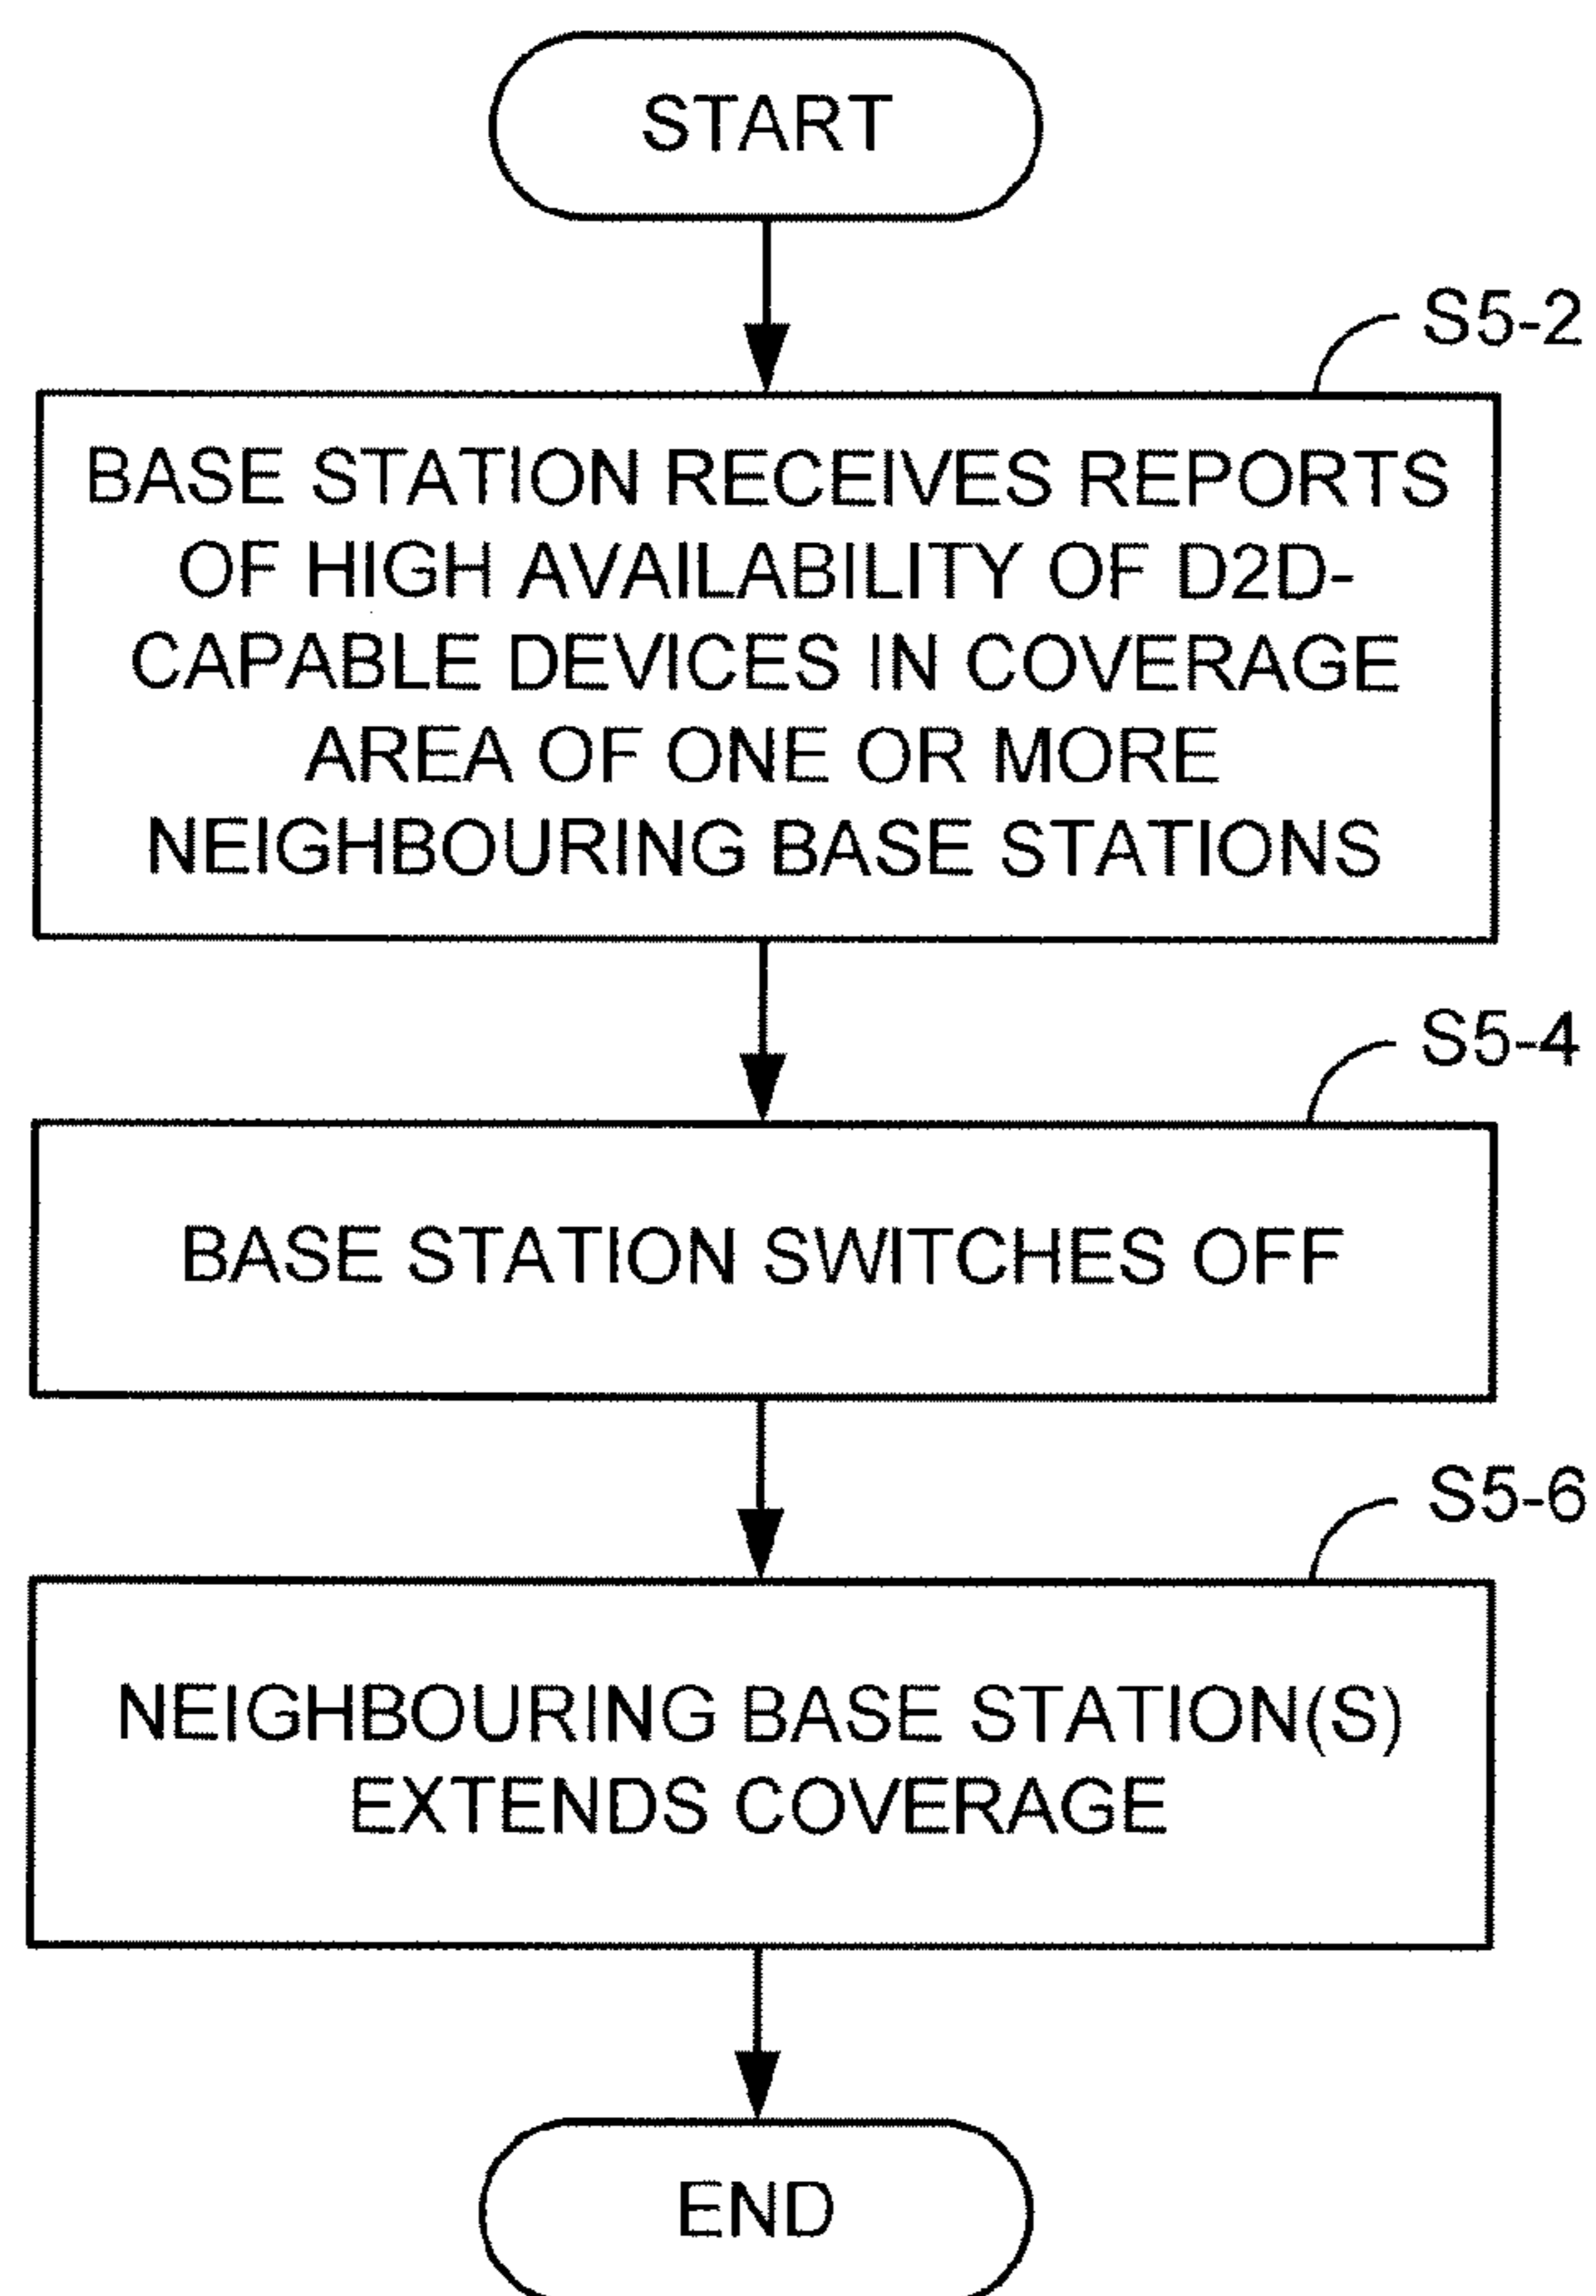 START
S5-2
BASE STATION RECEIVES REPORTS
OF HIGH AVAILABILITY OF D2D-
CAPABLE DEVICES IN COVERAGE
AREA OF ONE OR MORE
NEIGHBOURING BASE STATIONS
S5-4
BASE STATION SWITCHES OFF
S5-6
NEIGHBOURING BASE STATION(S)
EXTENDS COVERAGE
END